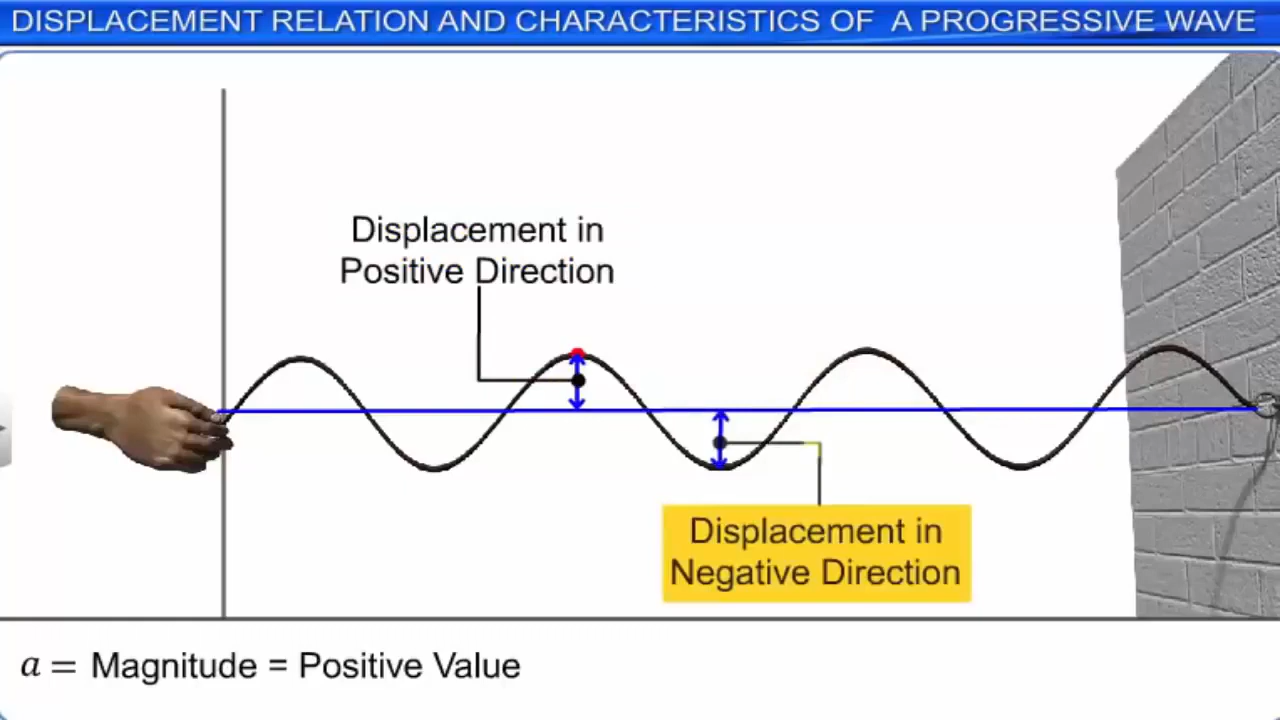 DISPLACEMENT RELATION AND CHARACTERISTICS OF A PROGRESSIVE WAVE
Displacement in
Positive Direction
Displacement in
Negative Direction
a = Magnitude = Positive Value